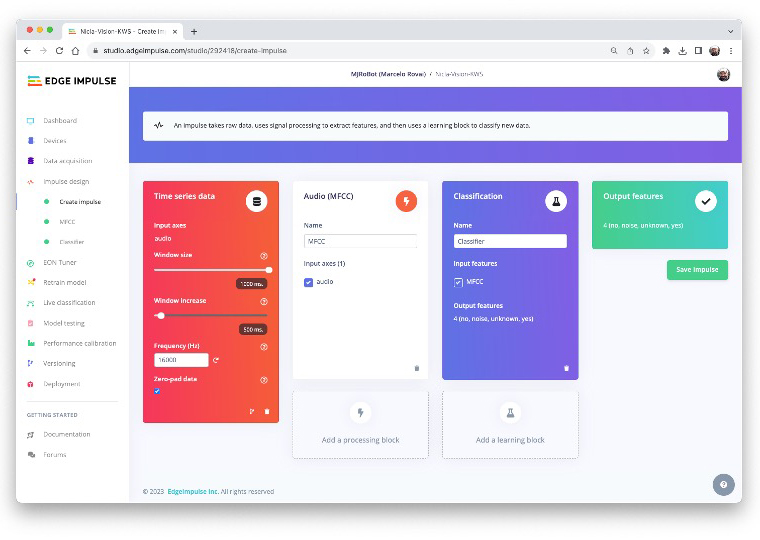 Nicla-Vision-KWS - Create im
studio.edgeimpulse.com/studio/292418/create-impulse
EDGE IMPULSE
MJRoBot (Marcelo Rovai) / Nicla-Vision-KWS
An impulse takes raw data, uses signal processing to extract features, and then uses a learning block to classify new data.
Dashboard
Devices
Data acquisition
Impulse design
Create impulse
MFCC
Classifier
EON Tuner
Retrain model
Live classification
Model testing
Performance calibration
Versioning
Deployment
GETTING STARTED
Documentation
Forums
Time series data
Input axes
audio
Window size
1000 ms.
Window increase
500 ms.
Frequency (Hz)
16000
Zero-pad data
Audio (MFCC)
Name
MFCC
Input axes (1)
audio
Classification
Name
Classifier
Input features
MFCC
Output features
4 (no, noise, unknown, yes)
Output features
4 (no, noise, unknown, yes)
Save Impulse
Add a processing block
Add a learning block
© 2023 EdgeImpulse Inc. All rights reserved